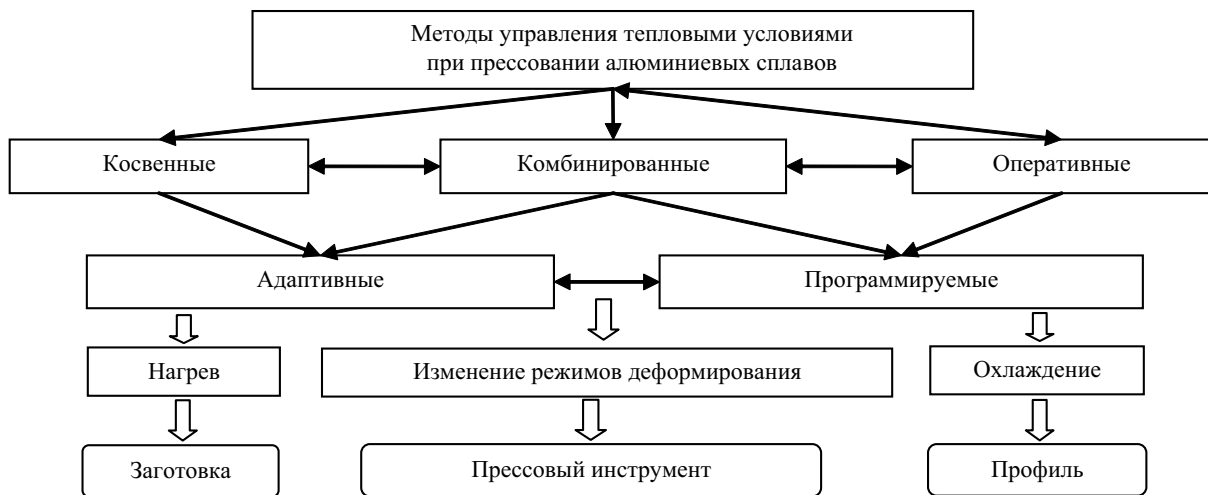 Методы управления тепловыми условиями
при прессовании алюминиевых сплавов
Косвенные
Комбинированные
Оперативные
Адаптивные
Программируемые
Нагрев
Изменение режимов деформирования
Охлаждение
Заготовка
Прессовый инструмент
Профиль